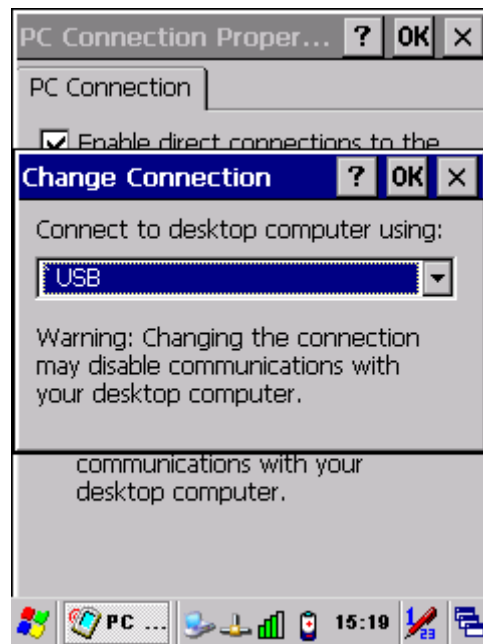 PC Connection Proper... ? OK ×
PC Connection
Enable direct connections to the
Change Connection ? OK ×
Connect to desktop computer using:
`USB
Warning: Changing the connection
may disable communications with
your desktop computer.
communications with your
desktop computer.
PC ... 15:19